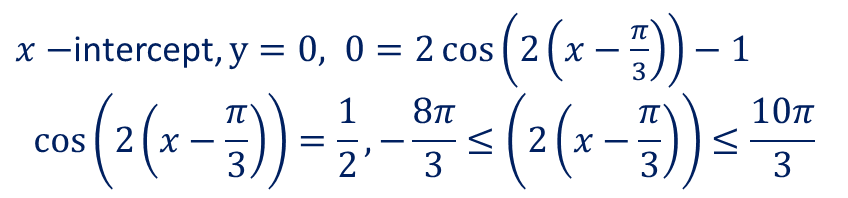 x −intercept, y = 0, 0 = 2 cos(2(x − π/3)) − 1
cos(2(x − π/3)) = 1/2, − 8π/3 ≤ (2(x − π/3)) ≤ 10π/3